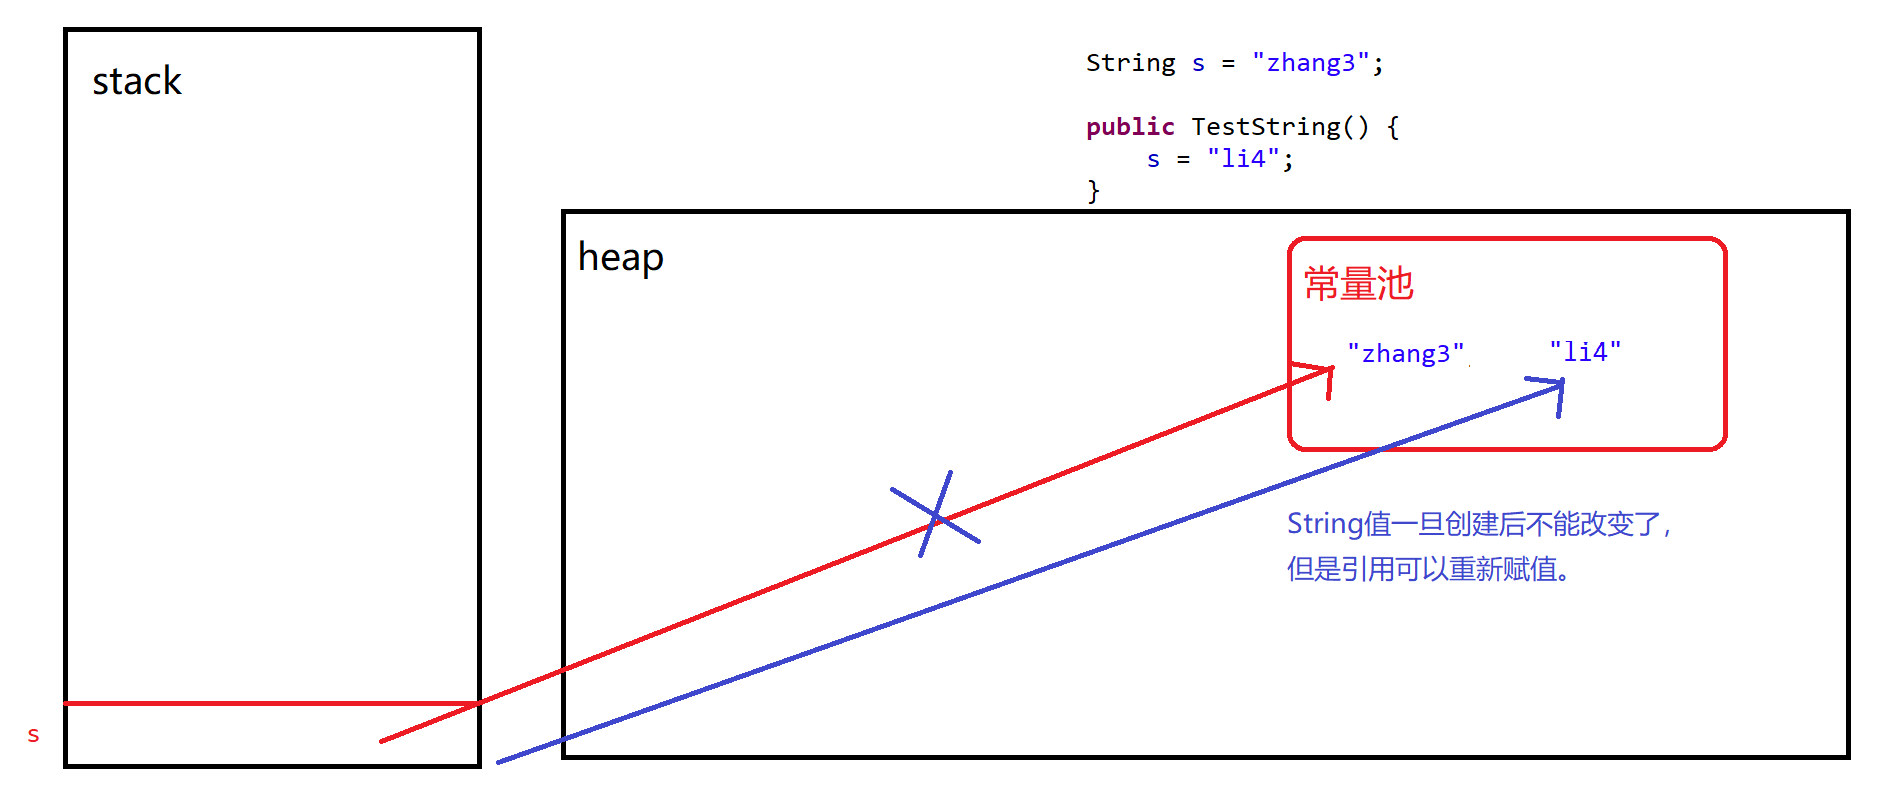 stack
String s = "zhang3";
public TestString() {
s = "li4";
}
heap
常量池
"zhang3" "li4"
String值一旦创建后不能改变了,
但是引用可以重新赋值。
s